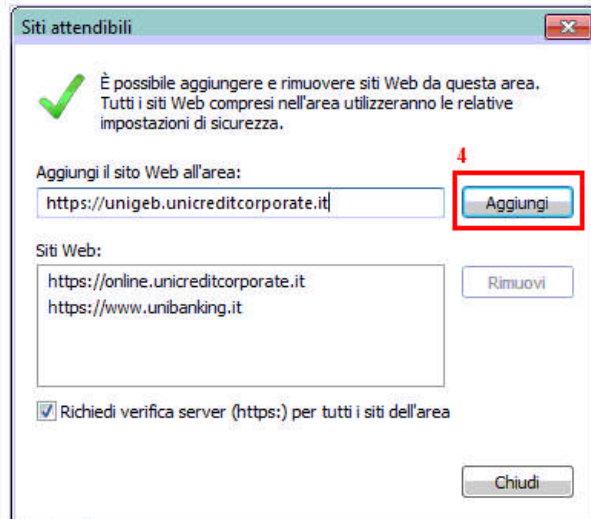 Siti attendibili
È possibile aggiungere e rimuovere siti Web da questa area.
Tutti i siti Web compresi nell'area utilizzeranno le relative
impostazioni di sicurezza.
4
Aggiungi il sito Web all'area:
https://unigeb.unicreditcorporate.it
Aggiungi
Siti Web:
https://online.unicreditcorporate.it
Rimuovi
https://www.unibanking.it
Richiedi verifica server (https:) per tutti i siti dell'area
Chiudi